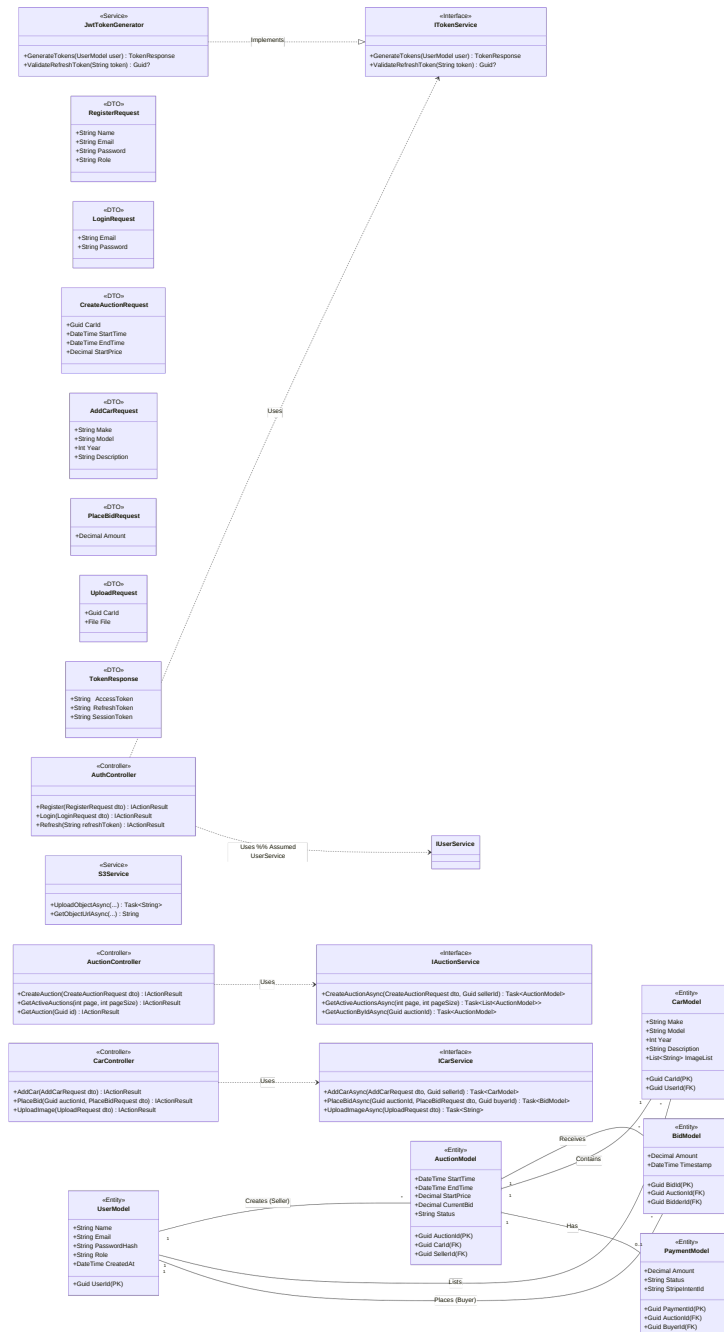 «Service»
JwtTokenGenerator
+GenerateTokens(UserModel user) : TokenResponse
+ValidateRefreshToken(String token) : Guid?
Implements
«Interface»
ITokenService
+GenerateTokens(UserModel user) : TokenResponse
+ValidateRefreshToken(String token) : Guid?
«DTO»
RegisterRequest
+String Name
+String Email
+String Password
+String Role
«DTO»
LoginRequest
+String Email
+String Password
«DTO»
CreateAuctionRequest
+Guid CarId
+DateTime StartTime
+DateTime EndTime
+Decimal StartPrice
«DTO»
AddCarRequest
+String Make
+String Model
+Int Year
+String Description
Uses
«DTO»
PlaceBidRequest
+Decimal Amount
«DTO»
UploadRequest
+Guid CarId
+File File
«DTO»
TokenResponse
+String AccessToken
+String RefreshToken
+String SessionToken
«Controller»
AuthController
+Register(RegisterRequest dto) : IActionResult
+Login(LoginRequest dto) : IActionResult
+Refresh(String refreshToken) : IActionResult
Uses %% Assumed
UserService
IUserService
«Service»
S3Service
+UploadObjectAsync(...) : Task<String>
+GetObjectUrlAsync(...) : String
«Controller»
AuctionController
+CreateAuction(CreateAuctionRequest dto) : IActionResult
+GetActiveAuctions(int page, int pageSize) : IActionResult
+GetAuction(Guid id) : IActionResult
Uses
«Interface»
IAuctionService
+CreateAuctionAsync(CreateAuctionRequest dto, Guid sellerId) : Task<AuctionModel>
+GetActiveAuctionsAsync(int page, int pageSize) : Task<List<AuctionModel>>
+GetAuctionByIdAsync(Guid auctionId) : Task<AuctionModel>
«Controller»
CarController
+AddCar(AddCarRequest dto) : IActionResult
+PlaceBid(Guid auctionId, PlaceBidRequest dto) : IActionResult
+UploadImage(UploadRequest dto) : IActionResult
Uses
«Interface»
ICarService
+AddCarAsync(AddCarRequest dto, Guid sellerId) : Task<CarModel>
+PlaceBidAsync(Guid auctionId, PlaceBidRequest dto, Guid buyerId) : Task<BidModel>
+UploadImageAsync(UploadRequest dto) : Task<String>
«Entity»
CarModel
+String Make
+String Model
+Int Year
+String Description
+List<String> ImageList
+Guid CarId(PK)
+Guid UserId(FK)
1
*
«Entity»
BidModel
+Decimal Amount
+DateTime Timestamp
+Guid BidId(PK)
+Guid AuctionId(FK)
+Guid BidderId(FK)
*
*
Receives
Contains
«Entity»
AuctionModel
+DateTime StartTime
+DateTime EndTime
+Decimal StartPrice
+Decimal CurrentBid
+String Status
+Guid AuctionId(PK)
+Guid CarId(FK)
+Guid SellerId(FK)
1
1
1
Has
0..1
«Entity»
PaymentModel
+Decimal Amount
+String Status
+String StripeIntentId
+Guid PaymentId(PK)
+Guid AuctionId(FK)
+Guid BuyerId(FK)
«Entity»
UserModel
+String Name
+String Email
+String PasswordHash
+String Role
+DateTime CreatedAt
+Guid UserId(PK)
Creates (Seller)
*
1
1
1
Lists
Places (Buyer)